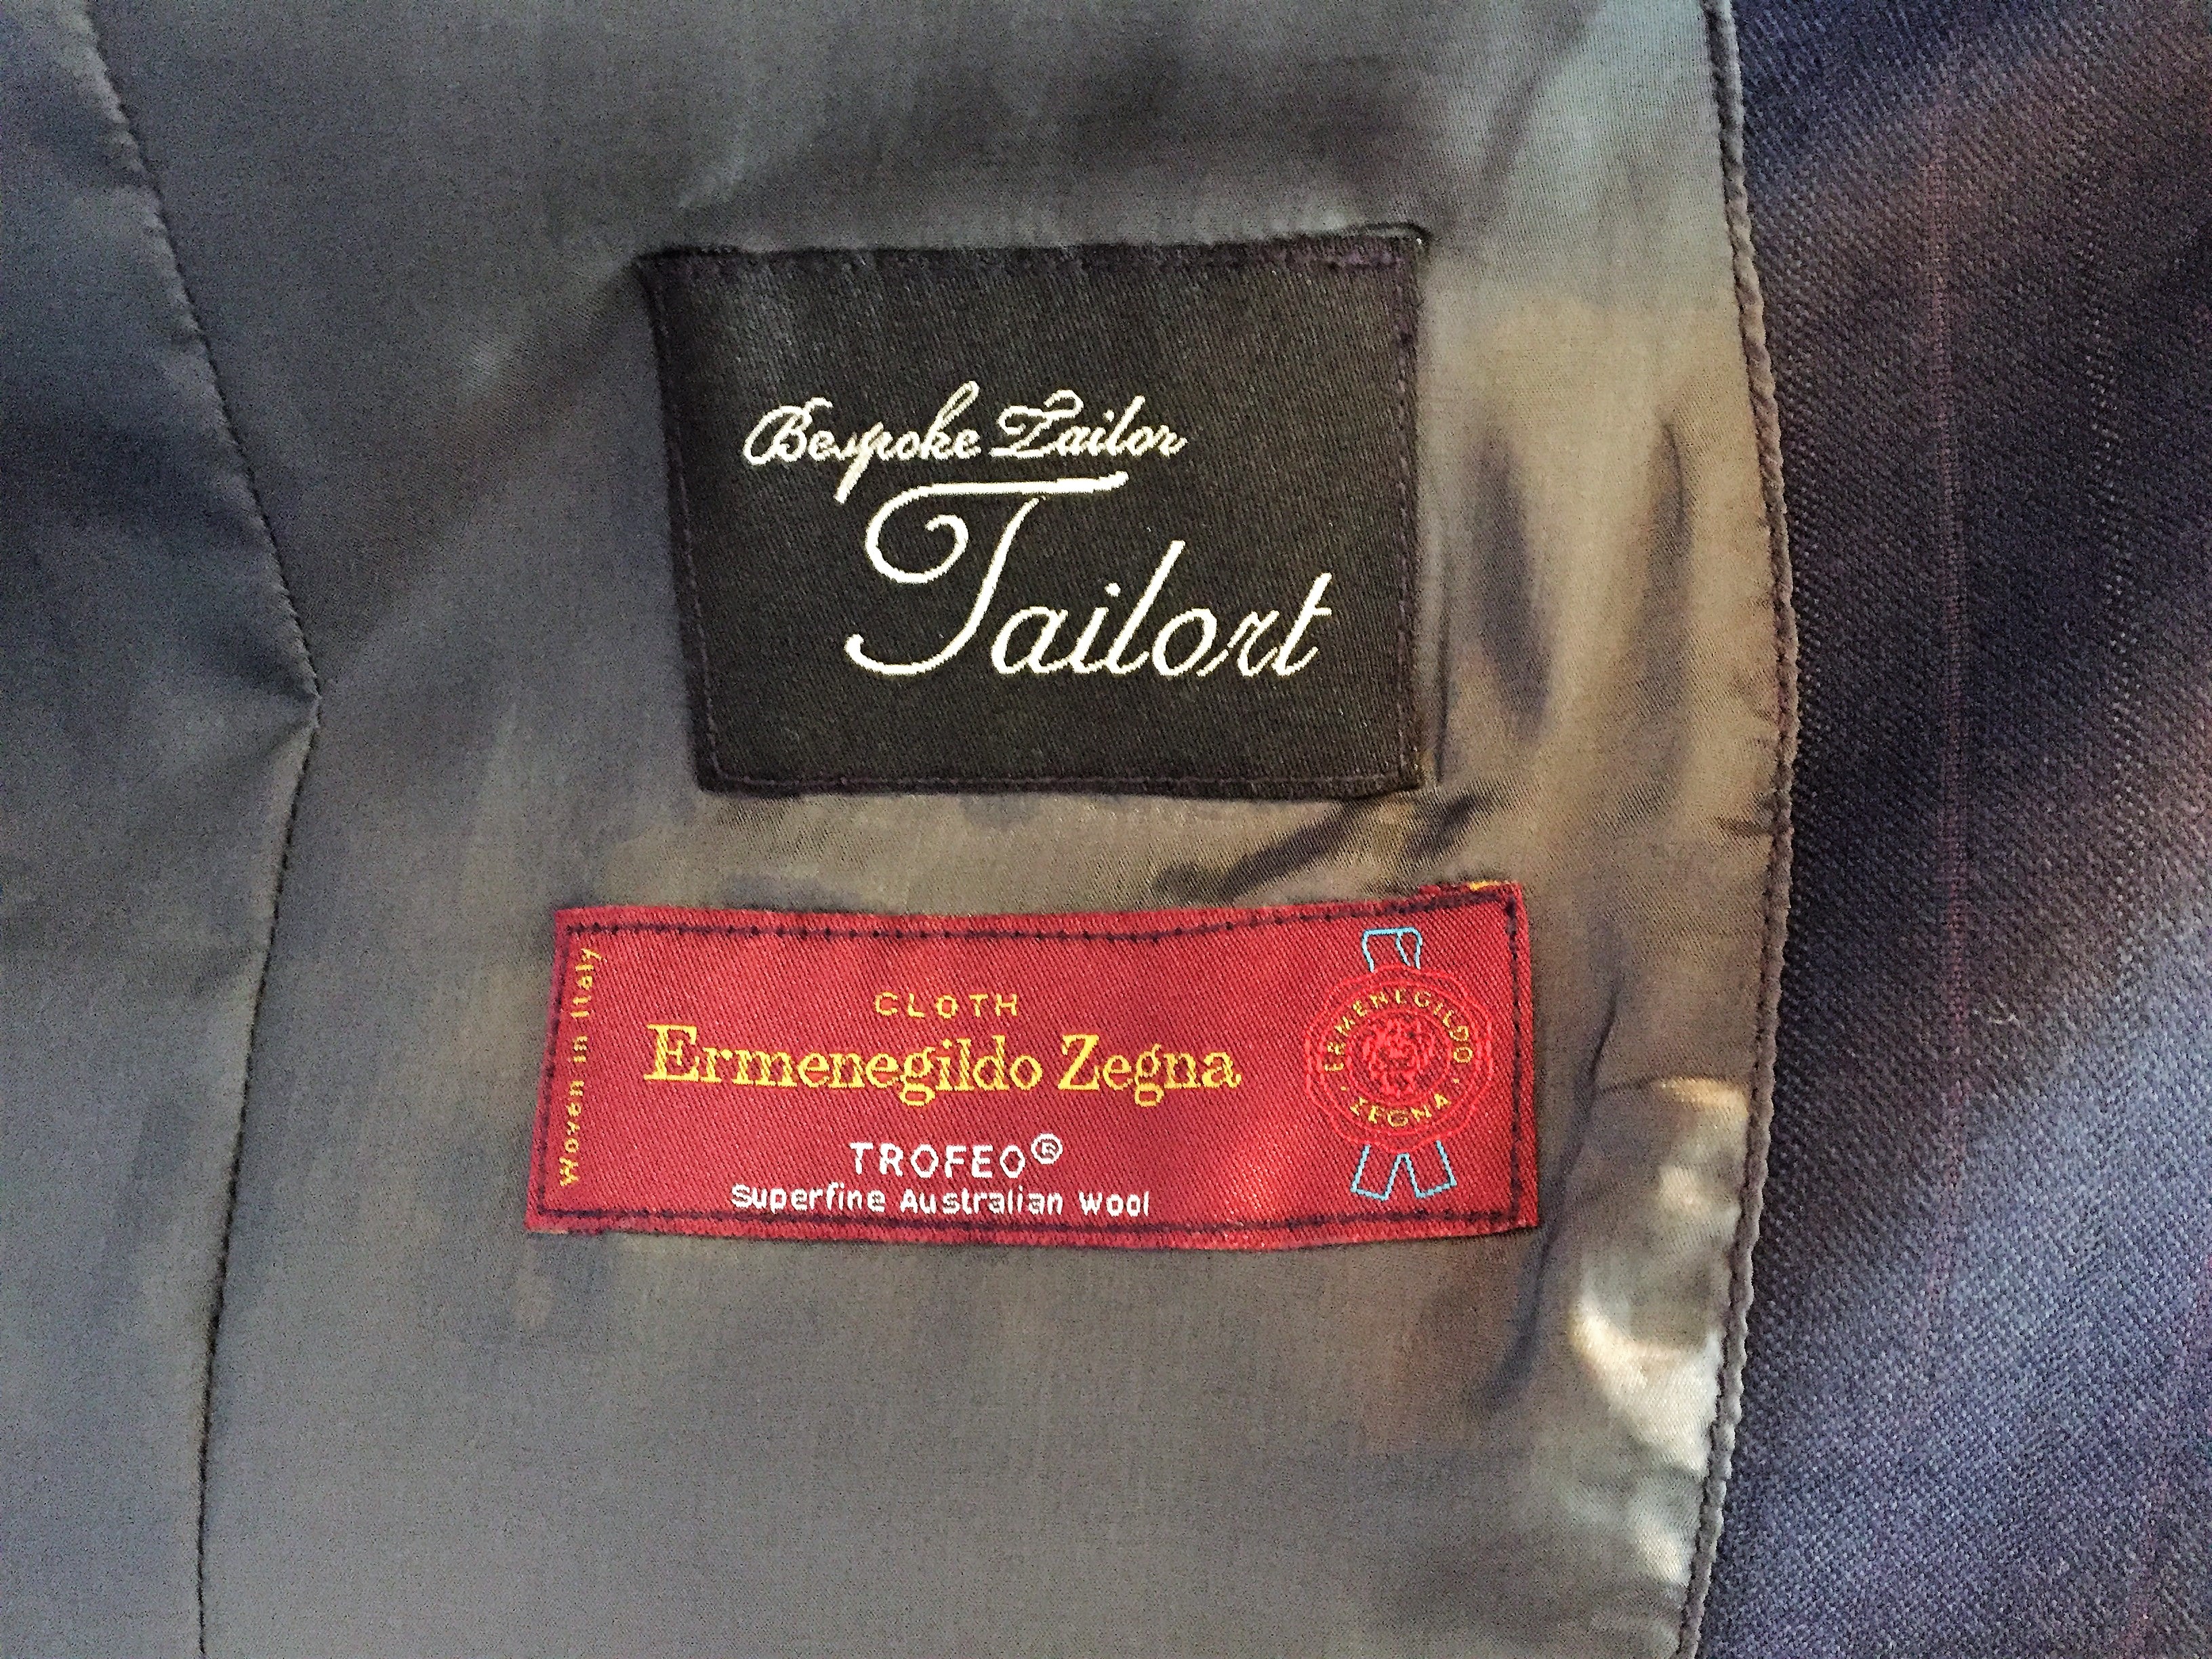 Bespoke Tailor
Tailort
Woven in Italy
CLOTH
Ermenegildo Zegna
TROFEO®
Superfine Australian Wool
ERMENEGILDO
ZEGNA